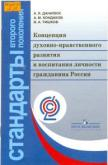 стандарты
второго
поколения
А. Я. ДАНИЛЮК
А. М. КОНДАКОВ
В. А. ТИШКОВ
Концепция
духовно-нравственного
развития
и воспитания личности
гражданина России